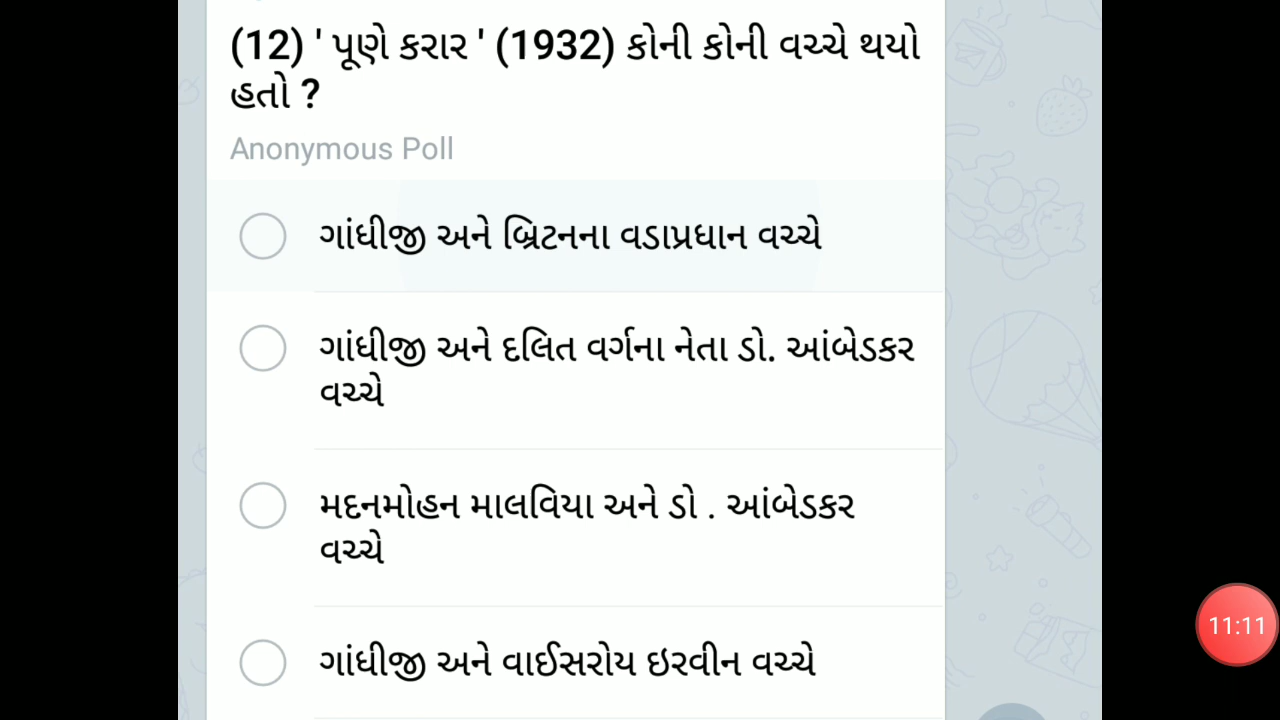 (12) ' પૂણે કરાર ' (1932) કોની કોની વચ્ચે થયો
હતો ?
Anonymous Poll
ગાંધીજી અને બ્રિટનના વડાપ્રધાન વચ્ચે
ગાંધીજી અને દલિત વર્ગના નેતા ડો. આંબેડકર
વચ્ચે
મદનમોહન માલવિયા અને ડો . આંબેડકર
વચ્ચે
ગાંધીજી અને વાઈસરોય ઇરવીન વચ્ચે
11:11